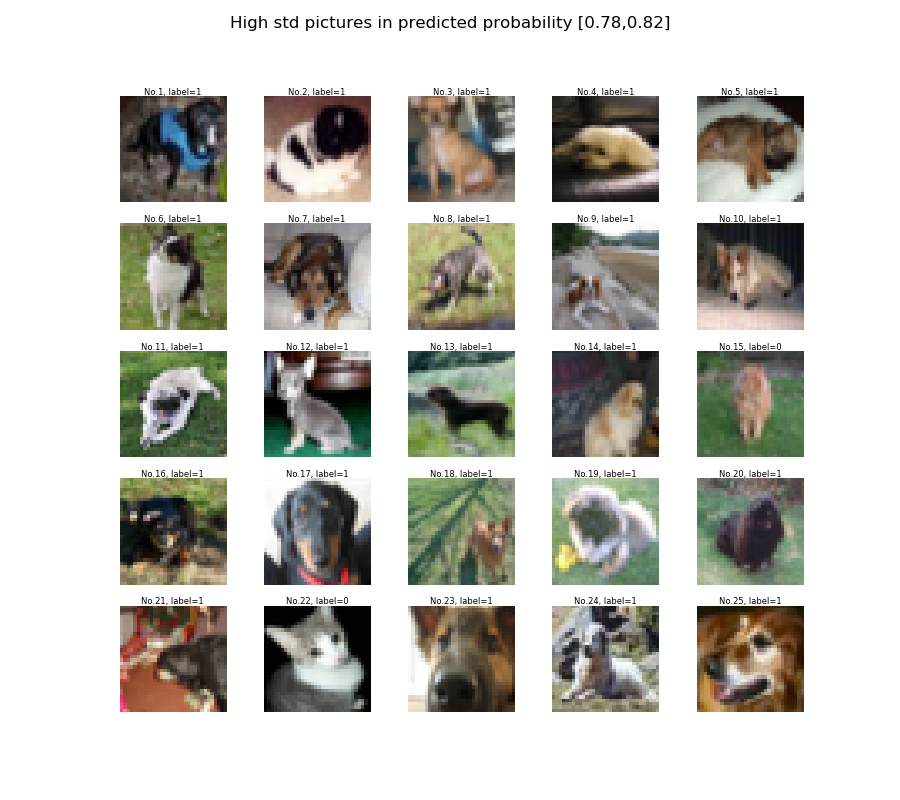 High std pictures in predicted probability [0.78,0.82]
No.1, label=1
No.2, label=1
No.3, label=1
No.4, label=1
No.5, label=1
No.6, label=1
No.7, label=1
No.8, label=1
No.9, label=1
No.10, label=1
No.11, label=1
No.12, label=1
No.13, label=1
No.14, label=1
No.15, label=0
No.16, label=1
No.17, label=1
No.18, label=1
No.19, label=1
No.20, label=1
No.21, label=1
No.22, label=0
No.23, label=1
No.24, label=1
No.25, label=1